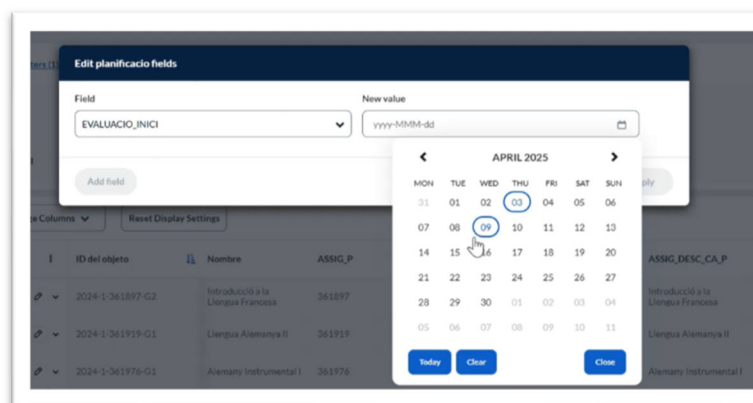 ters (1)
Edit planificacio fields
Field
New value
EVALUACIO_INICI
yyyy-MMM-dd
APRIL 2025
Add field
ply
MON TUE WED THU FRI SAT SUN
31 01 02 03 04 05 06
07 08 09 10 11 12 13
14 15 16 17 18 19 20
21 22 23 24 25 26 27
28 29 30 01 02 03 04
05 06 07 08 09 10 11
Today Clear Close
ge Columns Reset Display Settings
ID del objeto Nombre ASSIG_P ASSIG_DESC_CA_P
2024-1-361897-G2 Introducció a la Llengua Francesa 361897 Introducció a la Llengua Francesa
2024-1-361919-G1 Llengua Alemanya II 361919 Llengua Alemanya II
2024-1-361976-G1 Alemany Instrumental I 361976 Alemany Instrumental I